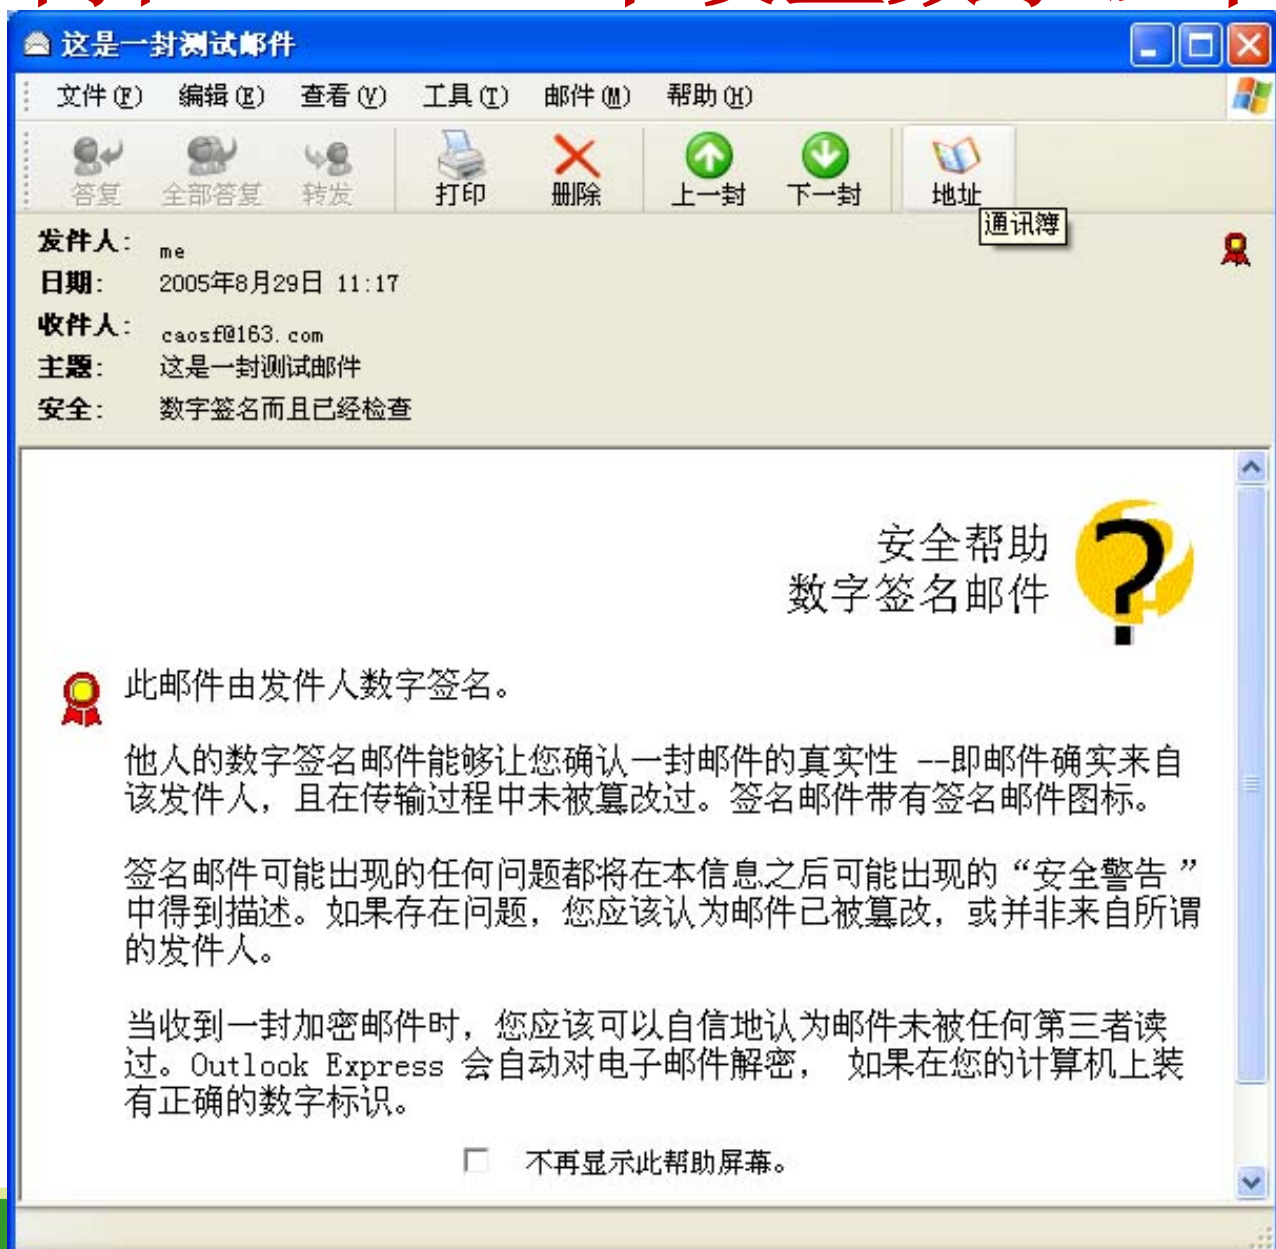 这是一封测试邮件
文件(F) 编辑(E) 查看(V) 工具(T) 邮件(M) 帮助(H)
答复 全部答复 转发 打印 删除 上一封 下一封 地址
通讯簿
发件人: me
日期: 2005年8月29日 11:17
收件人: caosf@163.com
主题: 这是一封测试邮件
安全: 数字签名而且已经检查
安全帮助
数字签名邮件
此邮件由发件人数字签名。
他人的数字签名邮件能够让您确认一封邮件的真实性 --即邮件确实来自
该发件人，且在传输过程中未被篡改过。签名邮件带有签名邮件图标。
签名邮件可能出现的任何问题都将在本信息之后可能出现的“安全警告 ”
中得到描述。如果存在问题，您应该认为邮件已被篡改，或并非来自所谓
的发件人。
当收到一封加密邮件时，您应该可以自信地认为邮件未被任何第三者读
过。Outlook Express 会自动对电子邮件解密， 如果在您的计算机上装
有正确的数字标识。
不再显示此帮助屏幕。